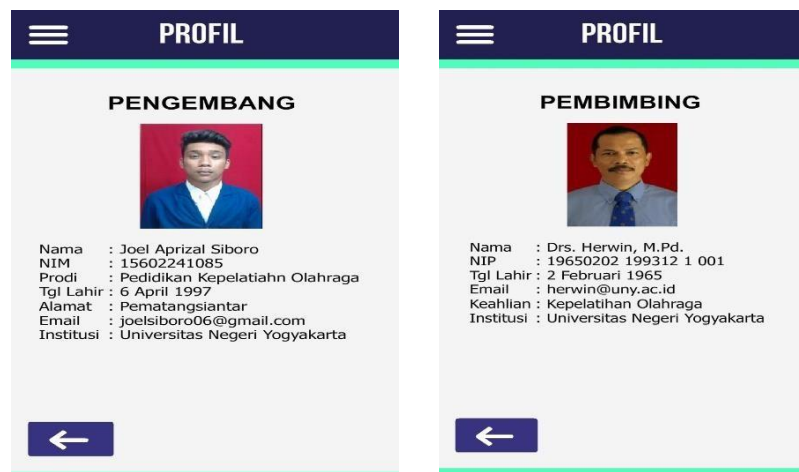 PROFIL
PENGEMBANG
Nama : Joel Aprizal Siboro
NIM : 15602241085
Prodi : Pedidikan Kepelatiahn Olahraga
Tgl Lahir : 6 April 1997
Alamat : Pematangsiantar
Email : joelsiboro06@gmail.com
Institusi : Universitas Negeri Yogyakarta
PROFIL
PEMBIMBING
Nama : Drs. Herwin, M.Pd.
NIP : 19650202 199312 1 001
Tgl Lahir : 2 Februari 1965
Email : herwin@uny.ac.id
Keahlian : Kepelatihan Olahraga
Institusi : Universitas Negeri Yogyakarta